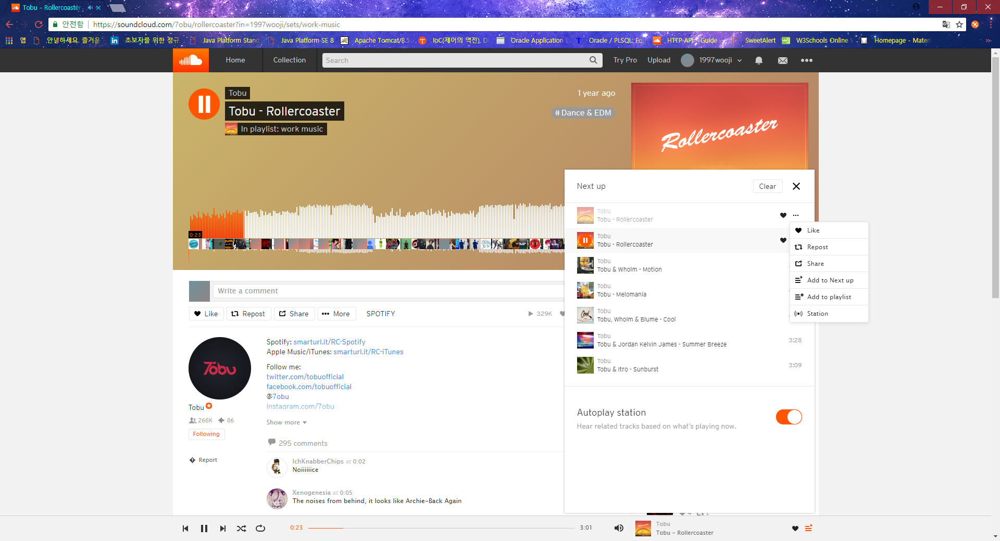 Tobu - Rollercoaster
안전함
https://soundcloud.com/7obu/rollercoaster?in=1997wooji/sets/work-music
앱
안녕하세요. 즐거운
초보자를 위한 정규
Java Platform Stand
Java Platform SE 8
Apache Tomcat/8.5
IoC(제어의 역전), D
Oracle Application
Oracle / PLSQL: Eq
HTTP API - Guide
SweetAlert
W3Schools Online
Homepage - Mater
Home
Collection
Search
Try Pro
Upload
1997wooji
Tobu
Tobu - Rollercoaster
In playlist: work music
1 year ago
# Dance & EDM
Rollercoaster
0:23
Next up
Clear
Tobu
Tobu - Rollercoaster
Tobu
Tobu - Rollercoaster
Tobu
Tobu & Wholm - Motion
Tobu
Tobu - Melomania
Tobu
Tobu, Wholm & Blume - Cool
Tobu
Tobu & Jordan Kelvin James - Summer Breeze
3:28
Tobu
Tobu & Itro - Sunburst
3:09
Like
Repost
Share
Add to Next up
Add to playlist
Station
Autoplay station
Hear related tracks based on what's playing now.
Write a comment
Like
Repost
Share
More
SPOTIFY
329K
7obu
Tobu
268K
86
Following
Report
Spotify: smarturl.it/RC-Spotify
Apple Music/iTunes: smarturl.it/RC-iTunes
Follow me:
twitter.com/tobuofficial
facebook.com/tobuofficial
@7obu
instagram.com/7obu
Show more
295 comments
IchKnabberChips at 0:02:
Noiiiiiice
Xenogenesia at 0:05:
The noises from behind, it looks like Archie-Back Again
0:23
3:01
Tobu
Tobu - Rollercoaster